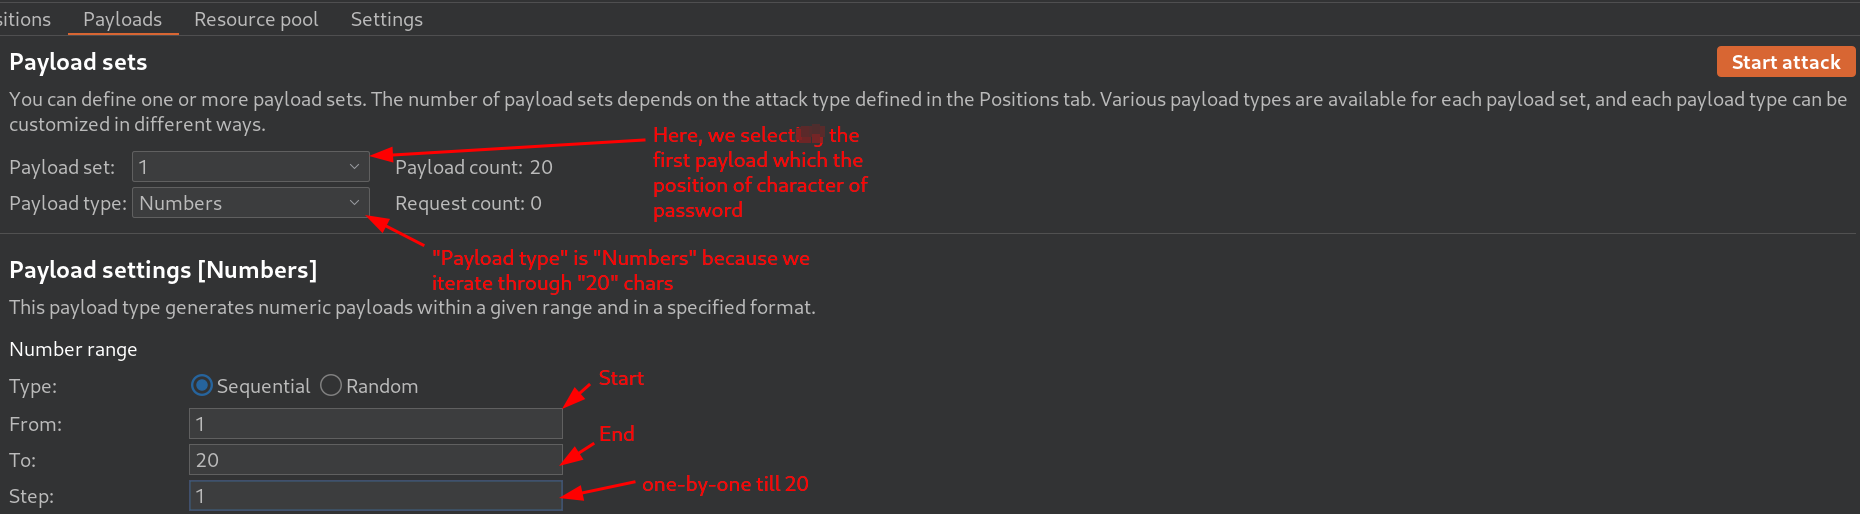 sitions Payloads Resource pool Settings
Payload sets
Start attack
You can define one or more payload sets. The number of payload sets depends on the attack type defined in the Positions tab. Various payload types are available for each payload set, and each payload type can be
customized in different ways.
Here, we select the
first payload which the
position of character of
password
Payload set: 1 Payload count: 20
Payload type: Numbers Request count: 0
"Payload type" is "Numbers" because we
iterate through "20" chars
Payload settings [Numbers]
This payload type generates numeric payloads within a given range and in a specified format.
Number range
Type: Sequential Random
Start
From: 1
End
To: 20
one-by-one till 20
Step: 1